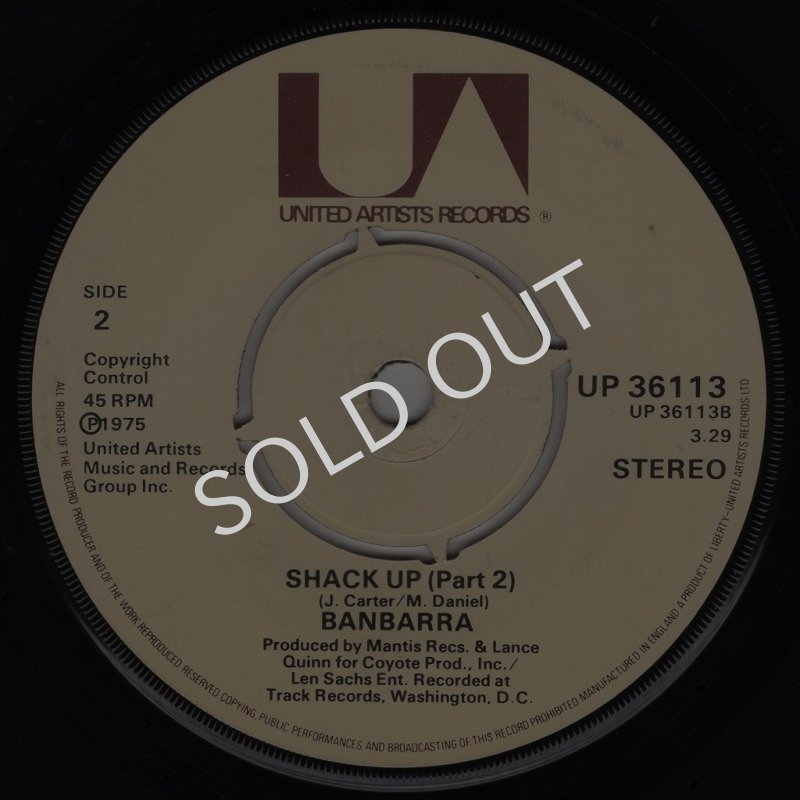 UA
UNITED ARTISTS RECORDS ®
SIDE
2
Copyright
Control
45 RPM
℗1975
United Artists
Music and Records
Group Inc.
UP 36113
UP 36113B
3.29
STEREO
SOLD OUT
SHACK UP (Part 2)
(J. Carter/M. Daniel)
BANBARRA
Produced by Mantis Recs. & Lance
Quinn for Coyote Prod., Inc./
Len Sachs Ent. Recorded at
Track Records, Washington, D.C.
ALL RIGHTS OF THE RECORD PRODUCER AND OF THE WORK REPRODUCED RESERVED COPYING, PUBLIC PERFORMANCES AND BROADCASTING OF THIS RECORD PROHIBITED MANUFACTURED IN ENGLAND A PRODUCT OF LIBERTY-UNITED ARTISTS RECORDS LTD